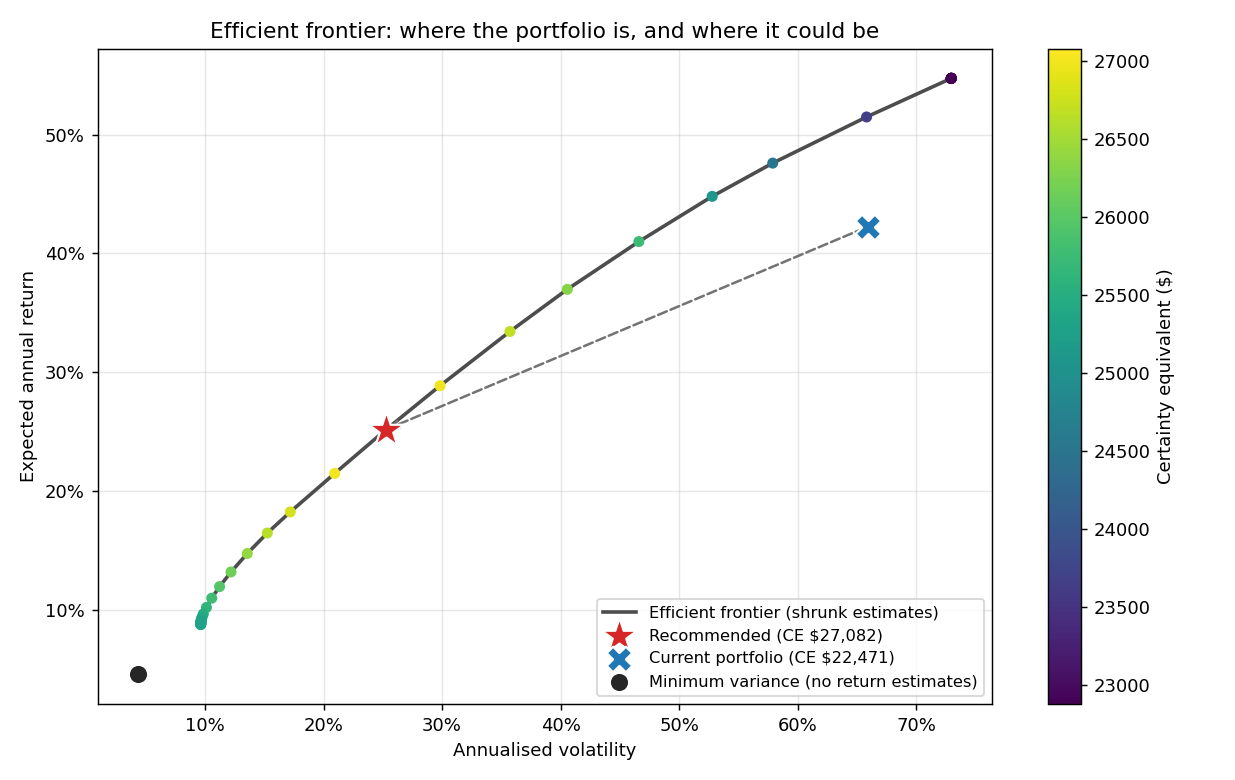 Efficient frontier: where the portfolio is, and where it could be
Expected annual return
50%
40%
30%
20%
10%
10%
20%
30%
40%
50%
60%
70%
Annualised volatility
Efficient frontier (shrunk estimates)
Recommended (CE $27,082)
Current portfolio (CE $22,471)
Minimum variance (no return estimates)
27000
26500
26000
25500
25000
24500
24000
23500
23000
Certainty equivalent ($)